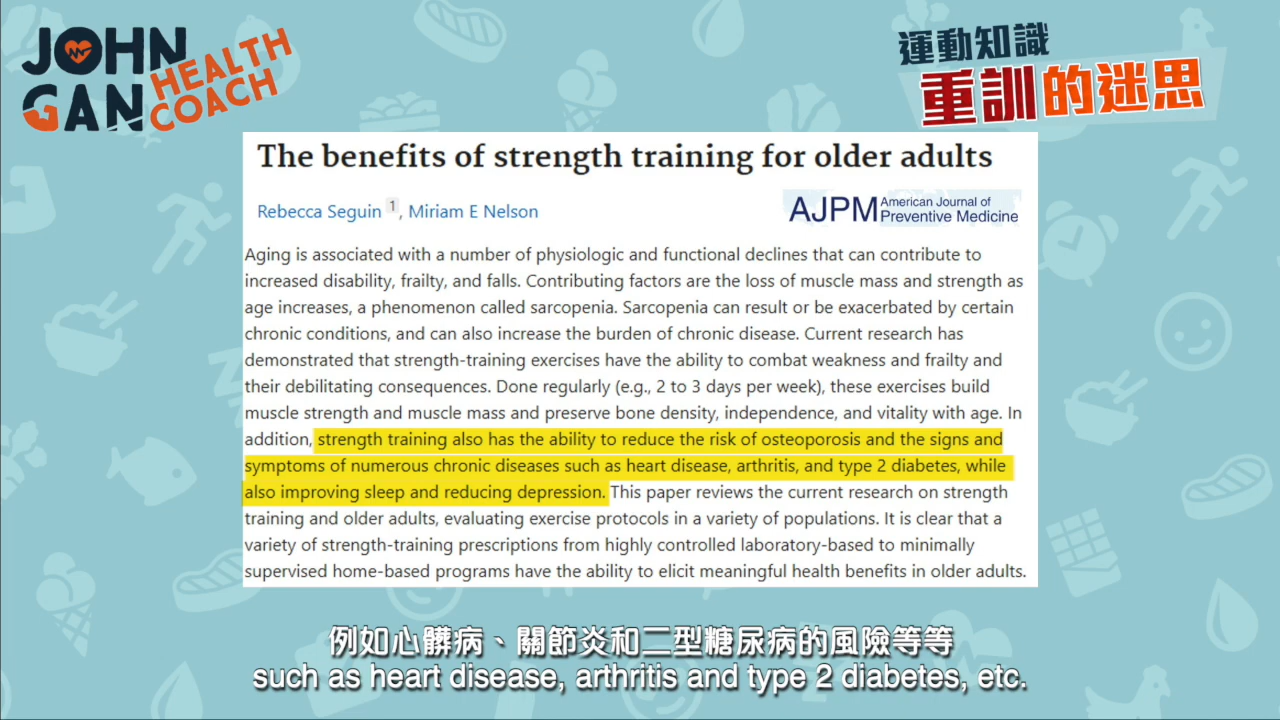 JOHN
GAN
HEALTH
COACH
運動知識
重訓的迷思
The benefits of strength training for older adults
Rebecca Seguin 1, Miriam E Nelson
AJPM American Journal of
Preventive Medicine
Aging is associated with a number of physiologic and functional declines that can contribute to
increased disability, frailty, and falls. Contributing factors are the loss of muscle mass and strength as
age increases, a phenomenon called sarcopenia. Sarcopenia can result or be exacerbated by certain
chronic conditions, and can also increase the burden of chronic disease. Current research has
demonstrated that strength-training exercises have the ability to combat weakness and frailty and
their debilitating consequences. Done regularly (e.g., 2 to 3 days per week), these exercises build
muscle strength and muscle mass and preserve bone density, independence, and vitality with age. In
addition, strength training also has the ability to reduce the risk of osteoporosis and the signs and
symptoms of numerous chronic diseases such as heart disease, arthritis, and type 2 diabetes, while
also improving sleep and reducing depression. This paper reviews the current research on strength
training and older adults, evaluating exercise protocols in a variety of populations. It is clear that a
variety of strength-training prescriptions from highly controlled laboratory-based to minimally
supervised home-based programs have the ability to elicit meaningful health benefits in older adults.
例如心髒病、關節炎和二型糖尿病的風險等等
such as heart disease, arthritis and type 2 diabetes, etc.